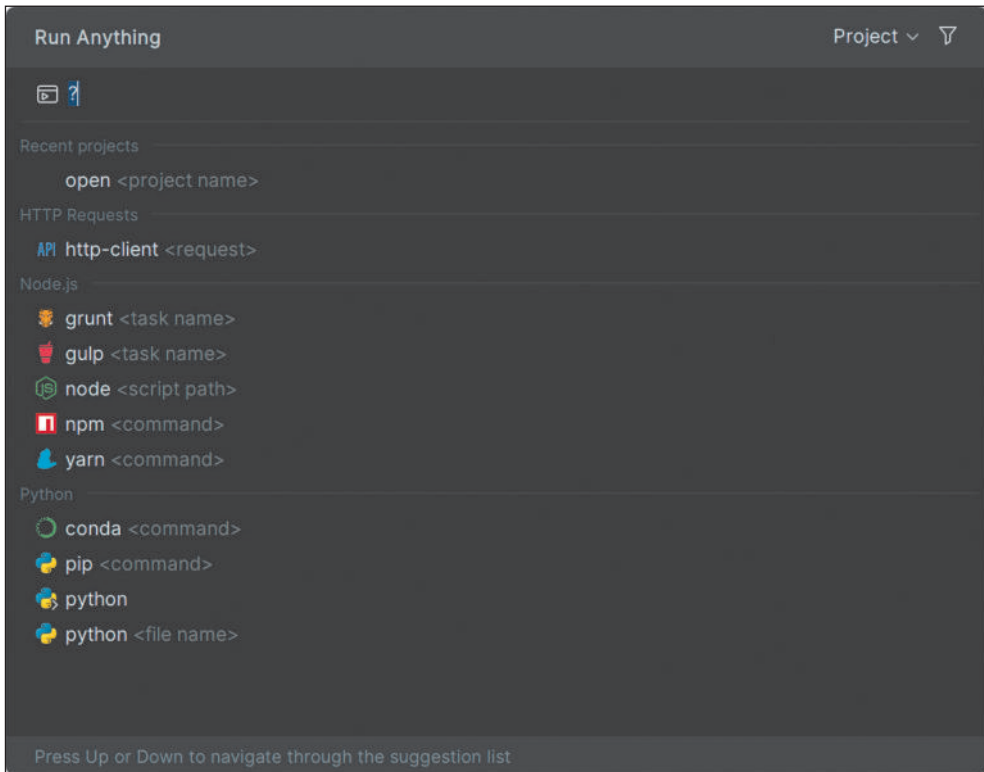 Run Anything Project
?
Recent projects
open <project name>
HTTP Requests
API http-client <request>
Node.js
grunt <task name>
gulp <task name>
JS node <script path>
n npm <command>
yarn <command>
Python
conda <command>
pip <command>
python
python <file name>
Press Up or Down to navigate through the suggestion list